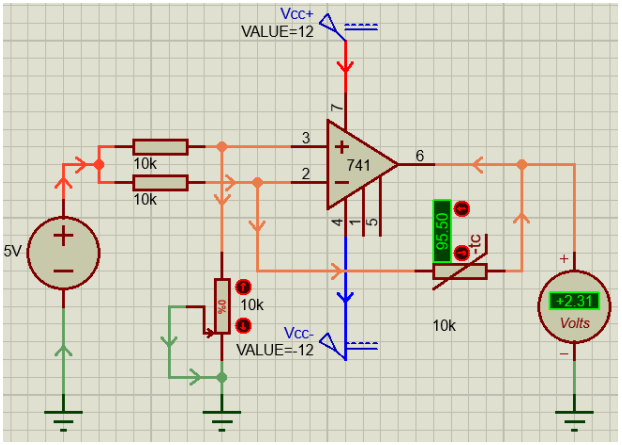 Vcc+
VALUE=12
7
3
741
6
10k
2
10k
4
1
5
95.50
-tc
5V
+
−
%0
10k
10k
+
+2.31
Volts
−
Vcc-
VALUE=-12